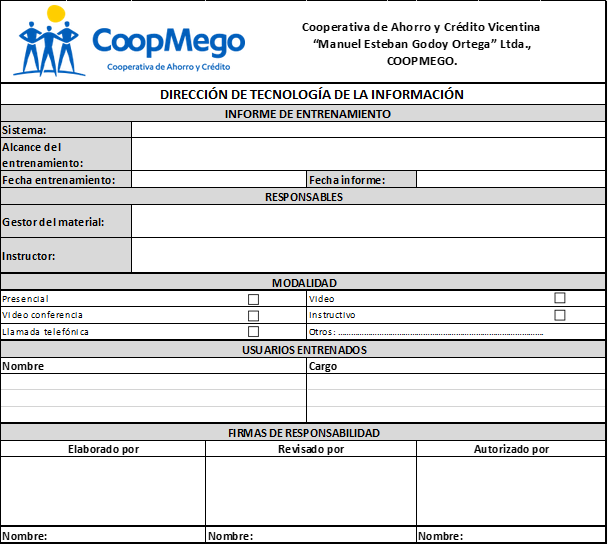 CoopMego
Cooperativa de Ahorro y Crédito
Cooperativa de Ahorro y Crédito Vicentina
“Manuel Esteban Godoy Ortega” Ltda.,
COOPMEGO.
DIRECCIÓN DE TECNOLOGÍA DE LA INFORMACIÓN
INFORME DE ENTRENAMIENTO
Sistema:
Alcance del
entrenamiento:
Fecha entrenamiento: Fecha informe:
RESPONSABLES
Gestor del material:
Instructor:
MODALIDAD
Presencial Video
Video conferencia Instructivo
Llamada telefónica Otros: ..........................................................................
USUARIOS ENTRENADOS
Nombre Cargo
FIRMAS DE RESPONSABILIDAD
Elaborado por Revisado por Autorizado por
Nombre: Nombre: Nombre: